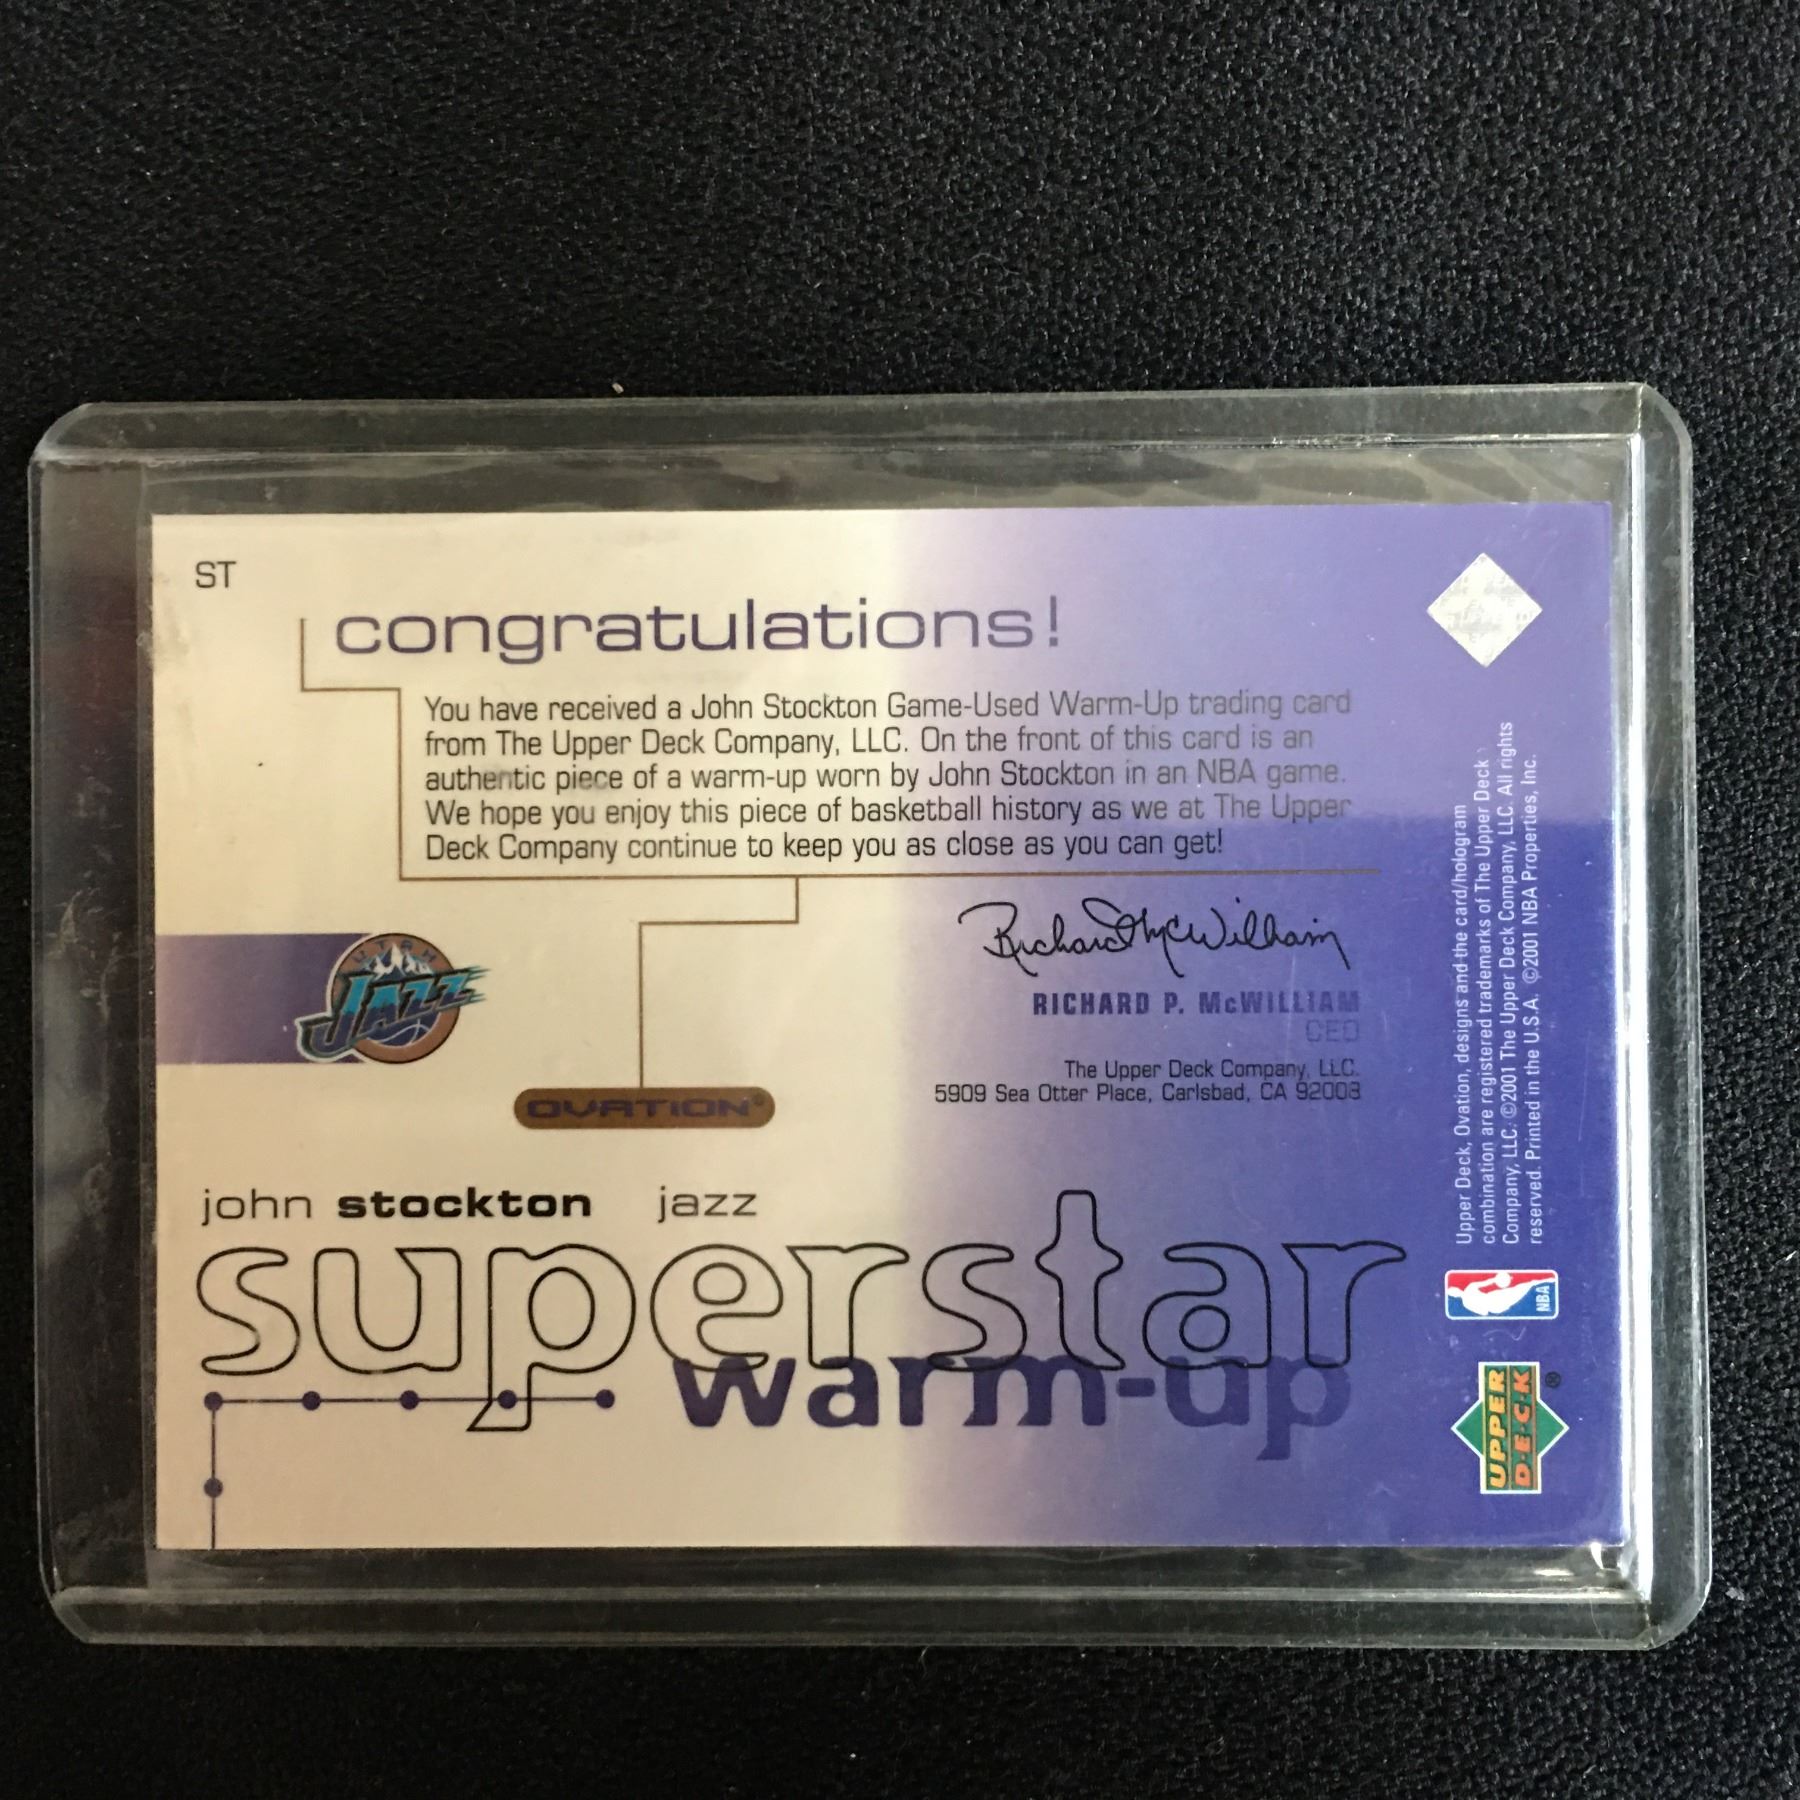 ST
congratulations!
You have received a John Stockton Game-Used Warm-Up trading card
from The Upper Deck Company, LLC. On the front of this card is an
authentic piece of a warm-up worn by John Stockton in an NBA game.
We hope you enjoy this piece of basketball history as we at The Upper
Deck Company continue to keep you as close as you can get!
Richard McWilliam
RICHARD P. McWILLIAM
CEO
The Upper Deck Company, LLC.
5909 Sea Otter Place, Carlsbad, CA 92008
UTAH
JAZZ
OVATION®
john stockton jazz
superstar
warm-up
Upper Deck, Ovation, designs and the card/hologram
combination are registered trademarks of The Upper Deck
Company, LLC. ©2001 The Upper Deck Company, LLC. All rights
reserved. Printed in the U.S.A. ©2001 NBA Properties, Inc.
NBA
UPPER
D·E·C·K
®